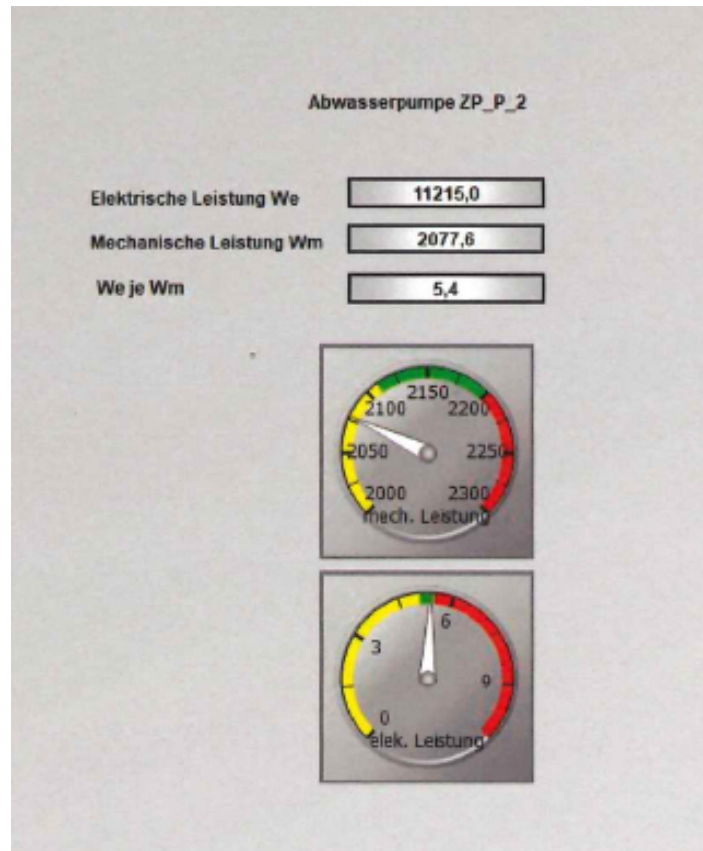 Abwasserpumpe ZP_P_2
Elektrische Leistung We 11215,0
Mechanische Leistung Wm 2077,6
We je Wm 5,4
2150
2100 2200
2050 2250
2000 2300
mech. Leistung
6
3
9
0
elek. Leistung